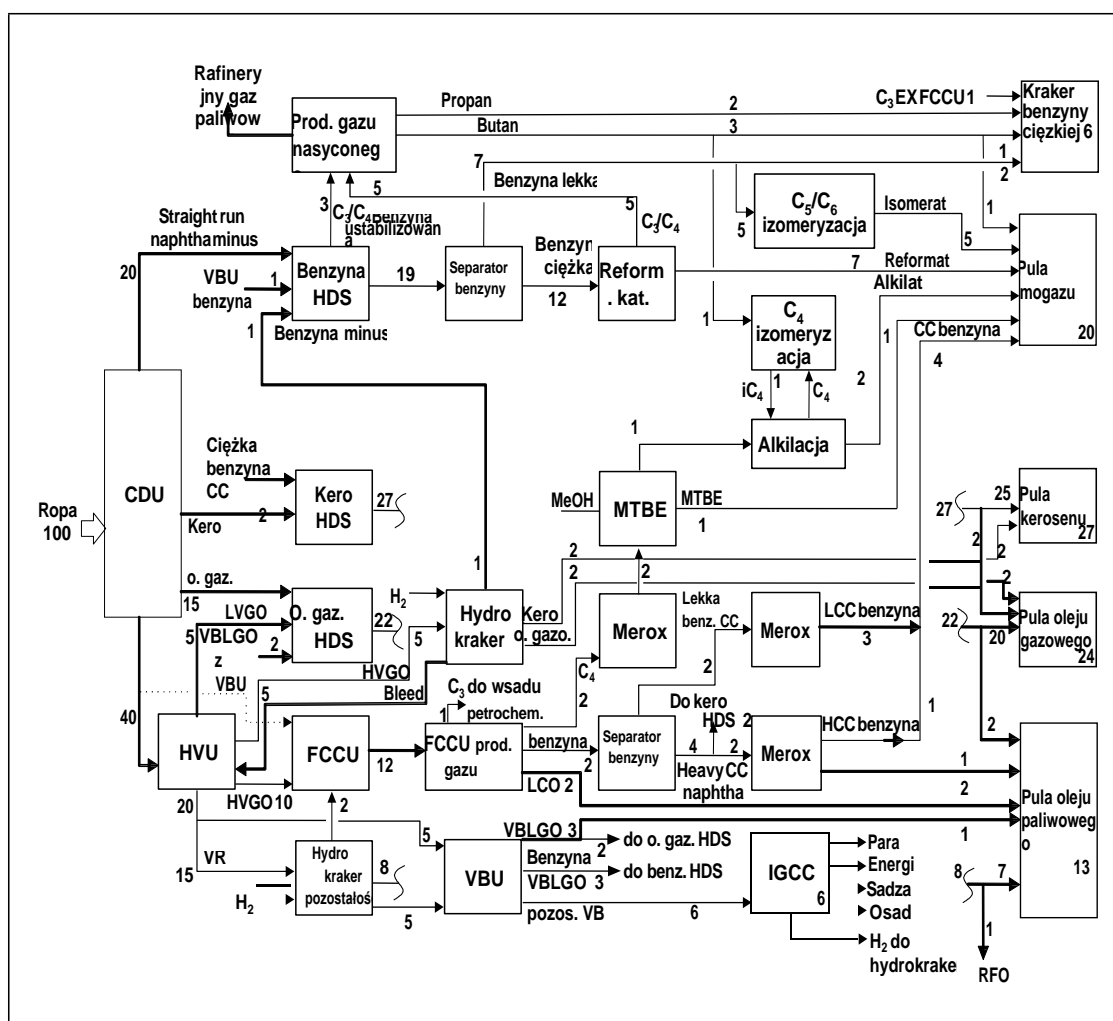 Rafinery
jny gaz
paliwow
Prod. gazu
nasyconeg
Propan
2
Butan
3
C₃ EX FCCU 1
Kraker
benzyny
ciężkiej 6
7
1
2
Benzyna lekka
5
3
C₃/C₄
Benzyna
ustabilizowan
a
5
C₃/C₄
C₅/C₆
izomeryzacja
5
Isomerat
5
1
Straight run
naphtha minus
20
VBU
benzyna
1
Benzyna
HDS
19
Separator
benzyny
Benzyn
ciężka
12
Reform
. kat.
7
Reformat
Pula
mogazu
20
Alkilat
1
Benzyna minus
1
C₄
izomeryz
acja
1
CC benzyna
4
iC₄
1
C₄
2
Alkilacja
1
CDU
Ropa
100
Ciężka
benzyna
CC
Kero
2
Kero
HDS
27
MeOH
MTBE
MTBE
1
27
25
Pula
kerosenu
27
2
2
2
2
1
2
o. gaz.
15
LVGO
5
VBLGO
2
z
O. gaz.
HDS
22
H₂
5
Hydro
kraker
Kero
o. gazo.
Merox
Lekka
benz. CC
Merox
LCC benzyna
3
2
22
20
Pula oleju
gazowego
24
VBU
HVGO
5
Bleed
40
C₃ do wsadu
petrochem.
1
C₄
2
2
Do kero
HDS 2
HCC benzyna
1
2
HVU
FCCU
12
FCCU prod.
gazu
benzyna
2
Separator
benzyny
4
2
Heavy CC
naphtha
Merox
1
LCO 2
2
20
HVGO 10
2
Pula oleju
paliwoweg
o
13
VR
15
5
VBLGO 3
2
do o. gaz. HDS
1
Hydro
kraker
pozostałoś
8
VBU
Benzyna
VBLGO 3
do benz. HDS
H₂
5
pozos. VB
6
IGCC
6
Para
Energi
Sadza
Osad
H₂ do
hydrokrake
8
7
1
RFO